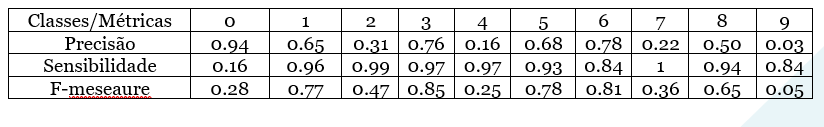 Classes/Métricas 0 1 2 3 4 5 6 7 8 9
Precisão 0.94 0.65 0.31 0.76 0.16 0.68 0.78 0.22 0.50 0.03
Sensibilidade 0.16 0.96 0.99 0.97 0.97 0.93 0.84 1 0.94 0.84
F-meseaure 0.28 0.77 0.47 0.85 0.25 0.78 0.81 0.36 0.65 0.05